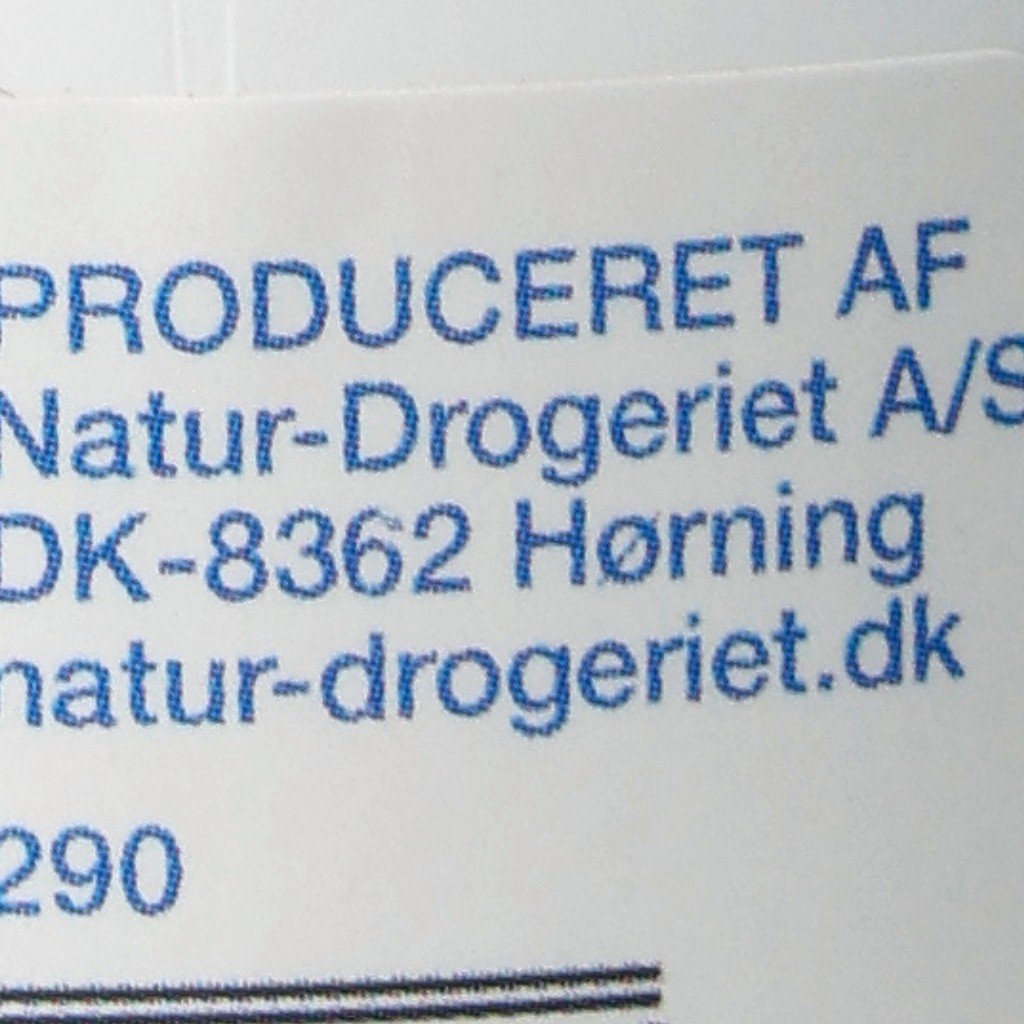 PRODUCERET AF
Natur-Drogeriet A/S
DK-8362 Hørning
natur-drogeriet.dk
290